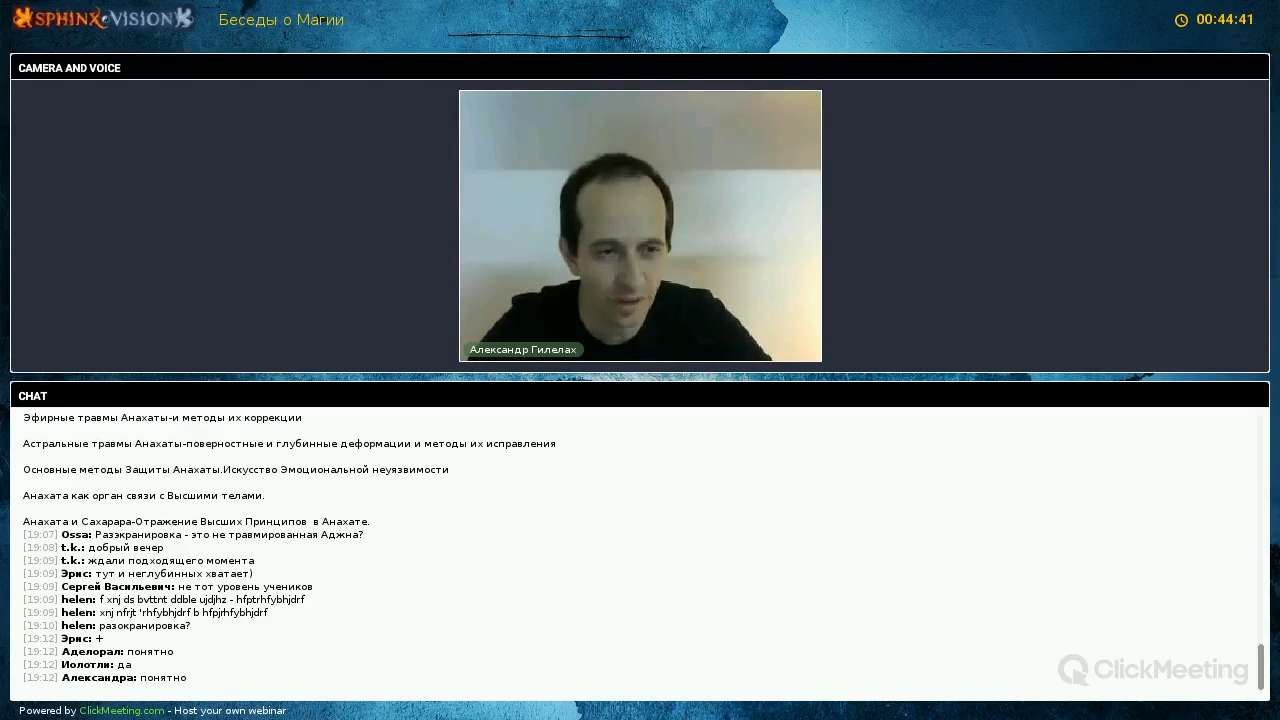 SPHINX VISION Беседы о Магии 00:44:41
CAMERA AND VOICE
Александр Гилелах
CHAT
Эфирные травмы Анахаты-и методы их коррекции
Астральные травмы Анахаты-поверностные и глубинные деформации и методы их исправления
Основные методы Защиты Анахаты.Искусство Эмоциональной неуязвимости
Анахата как орган связи с Высшими телами.
Анахата и Сахарара-Отражение Высших Принципов в Анахате.
[19:07] Ossa: Разэкранировка - это не травмированная Аджна?
[19:08] t.k.: добрый вечер
[19:09] t.k.: ждали подходящего момента
[19:09] Эрис: тут и неглубинных хватает)
[19:09] Сергей Васильевич: не тот уровень учеников
[19:09] helen: f xnj ds bvttnt ddble ujdjhz - hfptrhfybhjdrf
[19:09] helen: xnj nfrjt 'rhfybhjdrf b hfpjrhfybhjdrf
[19:10] helen: разокранировка?
[19:12] Эрис: +
[19:12] Аделорал: понятно
[19:12] Иолотли: да
[19:12] Александра: понятно
ClickMeeting
Powered by ClickMeeting.com - Host your own webinar